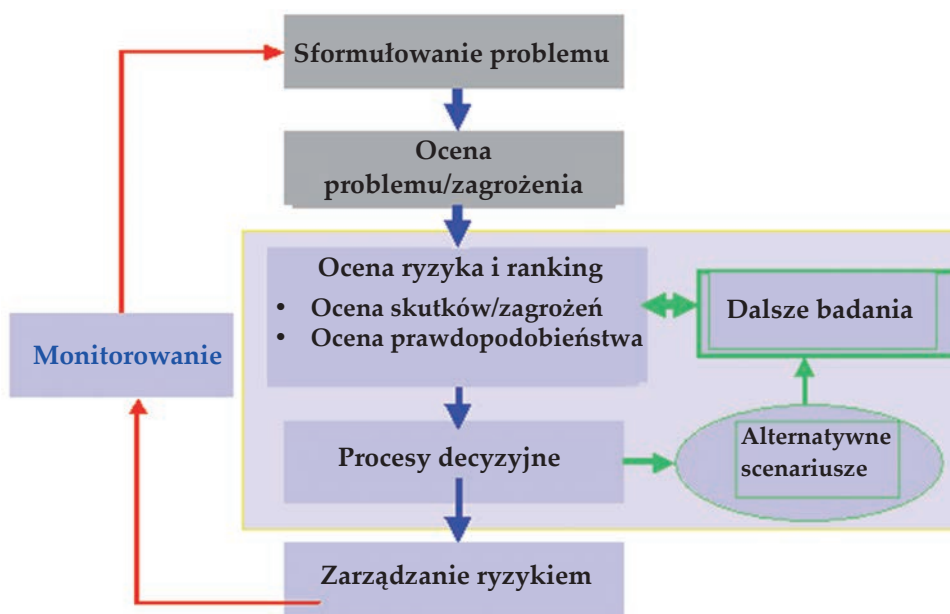 Sformułowanie problemu
Ocena
problemu/zagrożenia
Ocena ryzyka i ranking
• Ocena skutków/zagrożeń
• Ocena prawdopodobieństwa
Dalsze badania
Monitorowanie
Procesy decyzyjne
Alternatywne
scenariusze
Zarządzanie ryzykiem